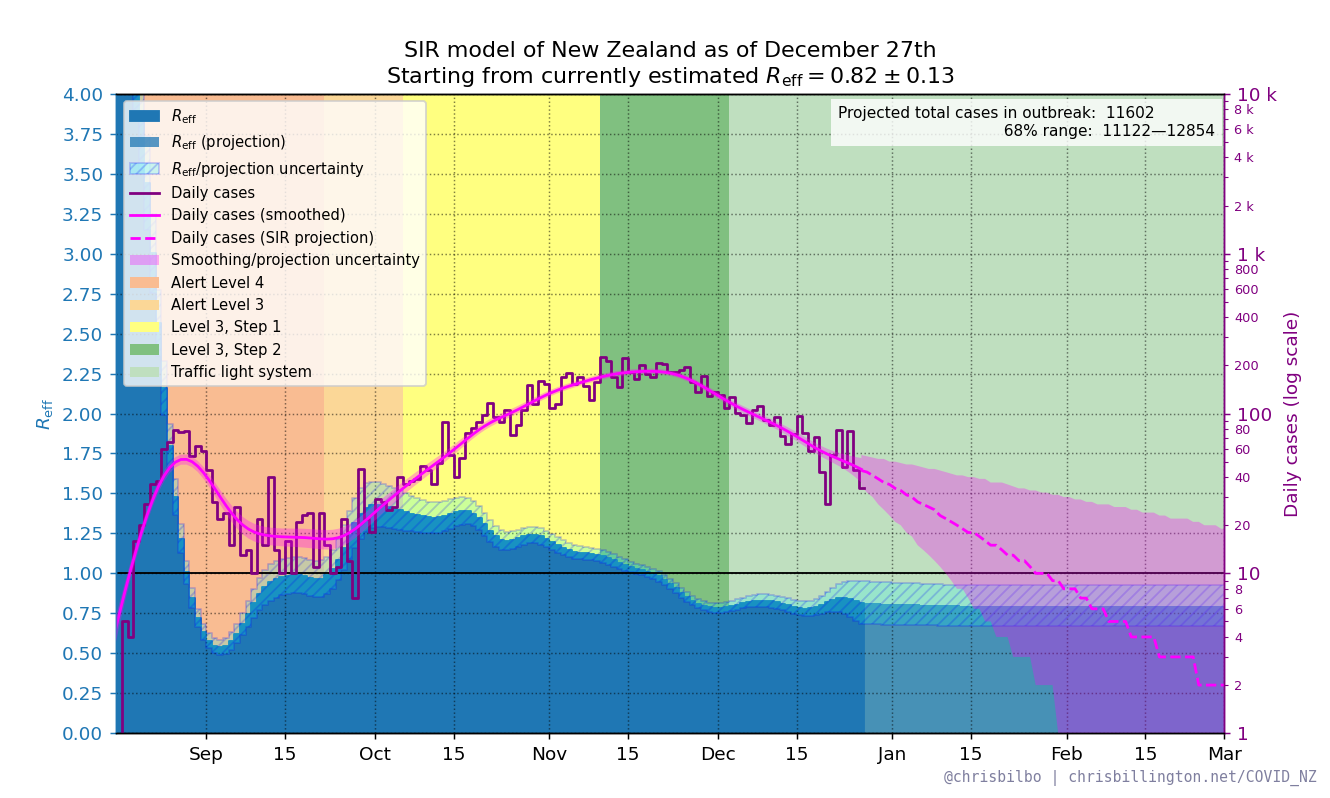 SIR model of New Zealand as of December 27th
Starting from currently estimated R_eff = 0.82 ± 0.13
Projected total cases in outbreak: 11602
68% range: 11122—12854
R_eff
R_eff (projection)
R_eff/projection uncertainty
Daily cases
Daily cases (smoothed)
Daily cases (SIR projection)
Smoothing/projection uncertainty
Alert Level 4
Alert Level 3
Level 3, Step 1
Level 3, Step 2
Traffic light system
R_eff
4.00
3.75
3.50
3.25
3.00
2.75
2.50
2.25
2.00
1.75
1.50
1.25
1.00
0.75
0.50
0.25
0.00
10 k
8 k
6 k
4 k
2 k
1 k
800
600
400
200
100
80
60
40
20
10
8
6
4
2
1
Daily cases (log scale)
Sep 15 Oct 15 Nov 15 Dec 15 Jan 15 Feb 15 Mar
@chrisbilbo | chrisbillington.net/COVID_NZ